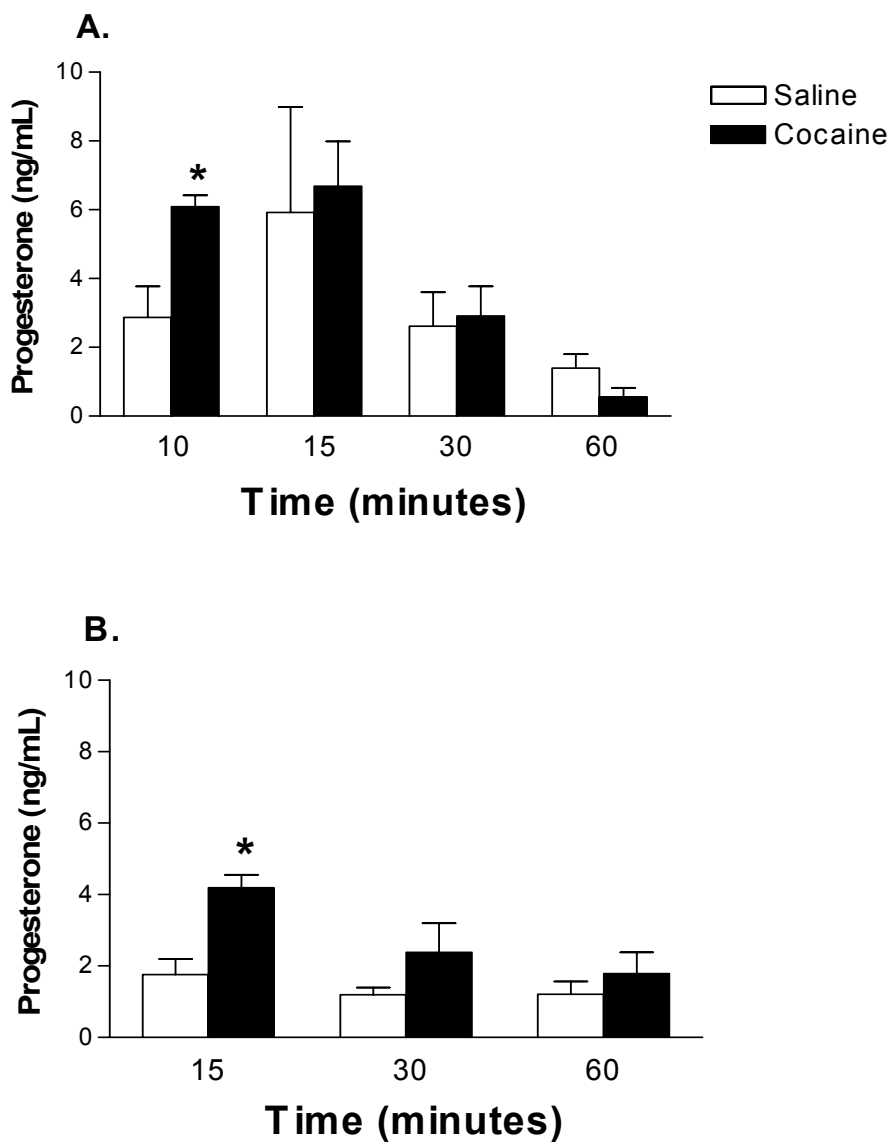 A.
Progesterone (ng/mL)
10
8
6
4
2
0
*
10 15 30 60
Time (minutes)
Saline
Cocaine
B.
Progesterone (ng/mL)
10
8
6
4
2
0
*
15 30 60
Time (minutes)